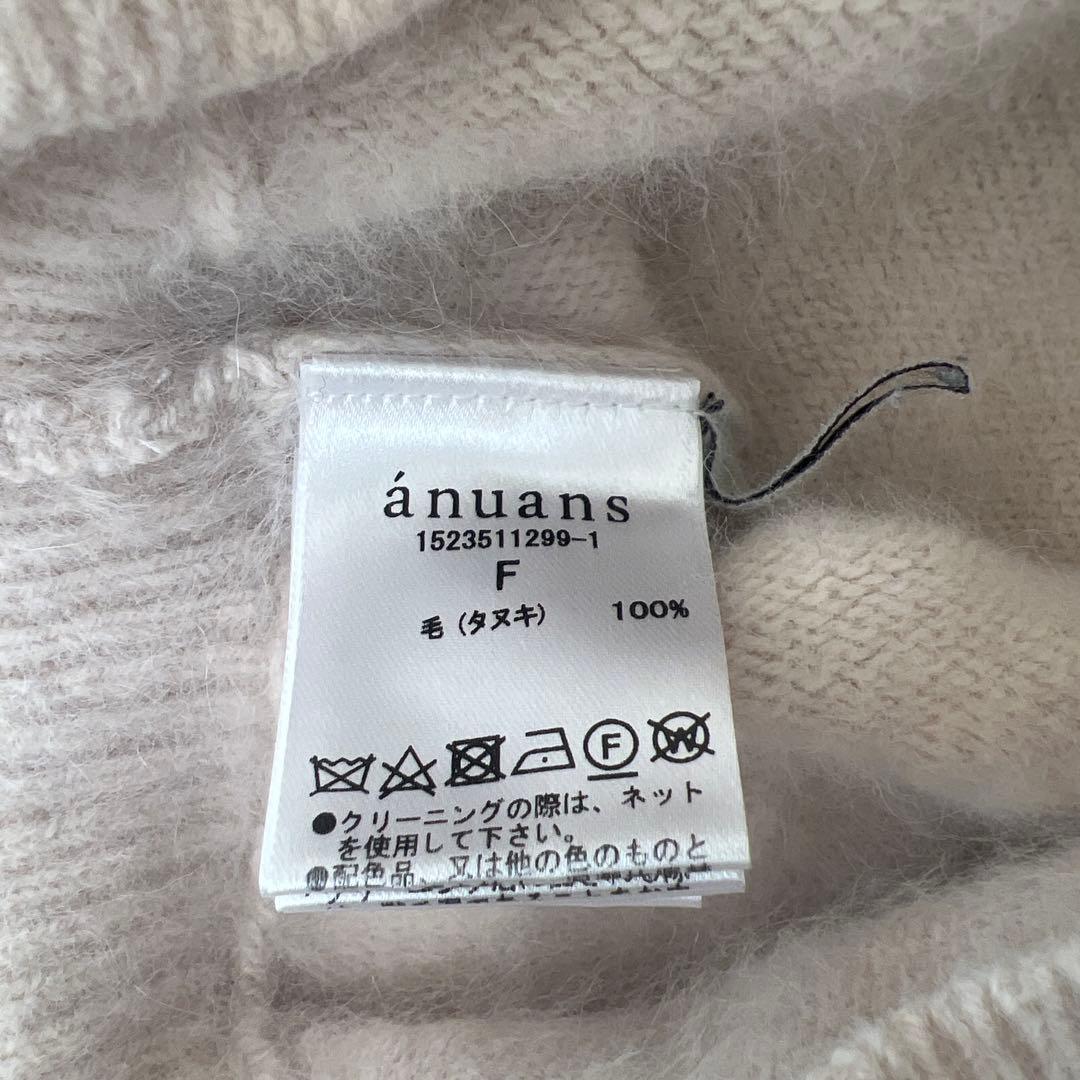 ánuans
1523511299-1
F
毛(タヌキ) 100%
F W
●クリーニングの際は、ネット
を使用して下さい。
●配色品、又は他の色のものと